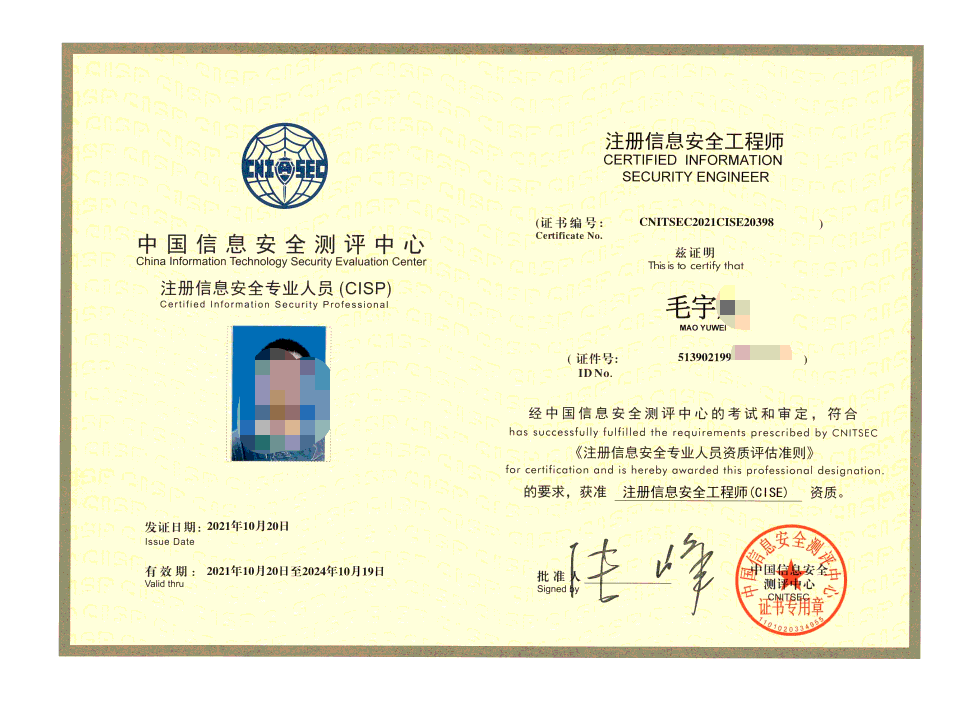 CNITSEC
中国信息安全测评中心
China Information Technology Security Evaluation Center
注册信息安全专业人员 (CISP)
Certified Information Security Professional
发证日期: 2021年10月20日
Issue Date
有效期: 2021年10月20日至2024年10月19日
Valid thru
注册信息安全工程师
CERTIFIED INFORMATION
SECURITY ENGINEER
(证书编号: CNITSEC2021CISE20398 )
Certificate No.
兹证明
This is to certify that
毛宇
MAO YUWEI
( 证件号: 513902199 )
ID No.
经中国信息安全测评中心的考试和审定，符合
has successfully fulfilled the requirements prescribed by CNITSEC
《注册信息安全专业人员资质评估准则》
for certification and is hereby awarded this professional designation.
的要求，获准 注册信息安全工程师(CISE) 资质。
批准人
Signed by
中国信息安全
测评中心
CNITSEC
中国信息安全测评中心
证书专用章
1101020334955